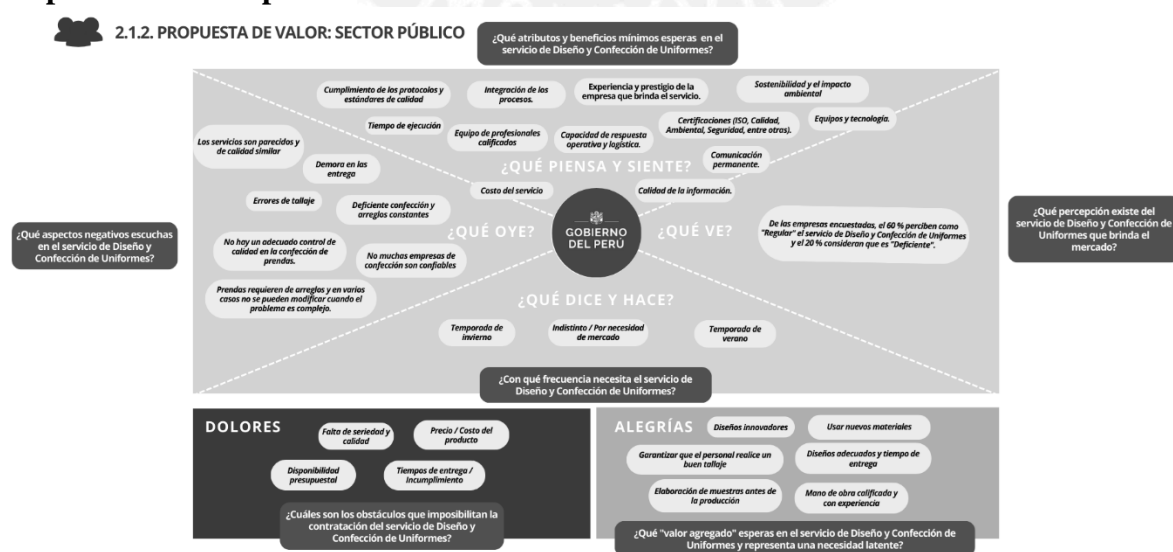 2.1.2. PROPUESTA DE VALOR: SECTOR PÚBLICO
¿Qué atributos y beneficios mínimos esperas en el
servicio de Diseño y Confección de Uniformes?
Cumplimiento de los protocolos y
estándares de calidad
Integración de los
procesos.
Experiencia y prestigio de la
empresa que brinda el servicio.
Sostenibilidad y el impacto
ambiental
Tiempo de ejecución
Equipo de profesionales
calificados
Capacidad de respuesta
operativa y logística.
Certificaciones (ISO, Calidad,
Ambiental, Seguridad, entre otros).
Equipos y tecnología.
Comunicación
permanente.
¿QUÉ PIENSA Y SIENTE?
Costo del servicio
Calidad de la información.
Los servicios son parecidos y
de calidad similar
Demora en las
entrega
Errores de tallaje
Deficiente confección y
arreglos constantes
¿QUÉ OYE?
No hay un adecuado control de
calidad en la confección de
prendas.
No muchas empresas de
confección son confiables
Prendas requieren de arreglos y en varios
casos no se pueden modificar cuando el
problema es complejo.
¿Qué aspectos negativos escuchas
en el servicio de Diseño y
Confección de Uniformes?
GOBIERNO
DEL PERÚ
¿QUÉ VE?
De las empresas encuestadas, el 60 % perciben como
"Regular" el servicio de Diseño y Confección de Uniformes
y el 20 % consideran que es "Deficiente".
¿Qué percepción existe del
servicio de Diseño y Confección de
Uniformes que brinda el
mercado?
¿QUÉ DICE Y HACE?
Temporada de
invierno
Indistinto / Por necesidad
de mercado
Temporada de
verano
¿Con qué frecuencia necesita el servicio de
Diseño y Confección de Uniformes?
DOLORES
Falta de seriedad y
calidad
Precio / Costo del
producto
Disponibilidad
presupuestal
Tiempos de entrega /
Incumplimiento
¿Cuáles son los obstáculos que imposibilitan la
contratación del servicio de Diseño y
Confección de Uniformes?
ALEGRÍAS
Diseños innovadores
Usar nuevos materiales
Garantizar que el personal realice un
buen tallaje
Diseños adecuados y tiempo de
entrega
Elaboración de muestras antes de
la producción
Mano de obra calificada y
con experiencia
¿Qué "valor agregado" esperas en el servicio de Diseño y Confección de
Uniformes y representa una necesidad latente?